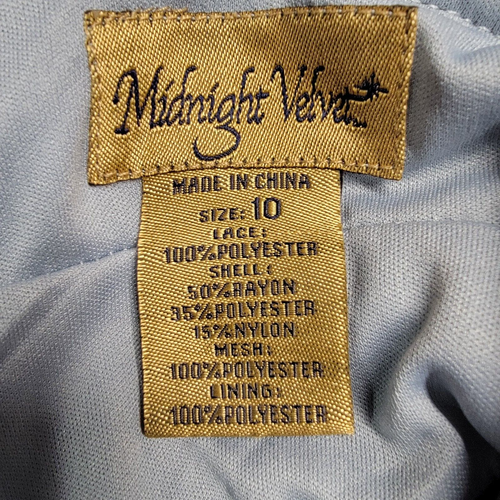 Midnight Velvet...
MADE IN CHINA
SIZE: 10
LACE:
100%POLYESTER
SHELL:
50%RAYON
35%POLYESTER
15%NYLON
MESH:
100%POLYESTER
LINING:
100%POLYESTER